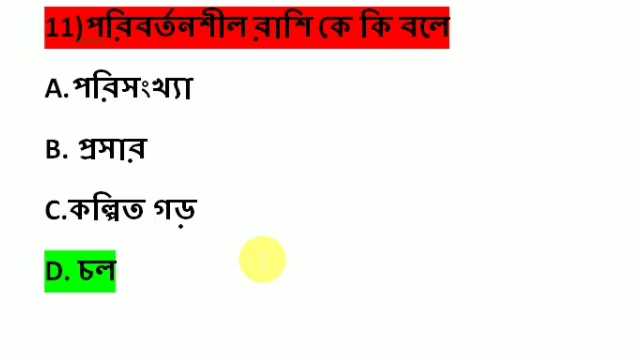 11)পরিবর্তনশীল রাশি কে কি বলে
A.পরিসংখ্যা
B. প্রসার
C.কল্পিত গড়
D. চল